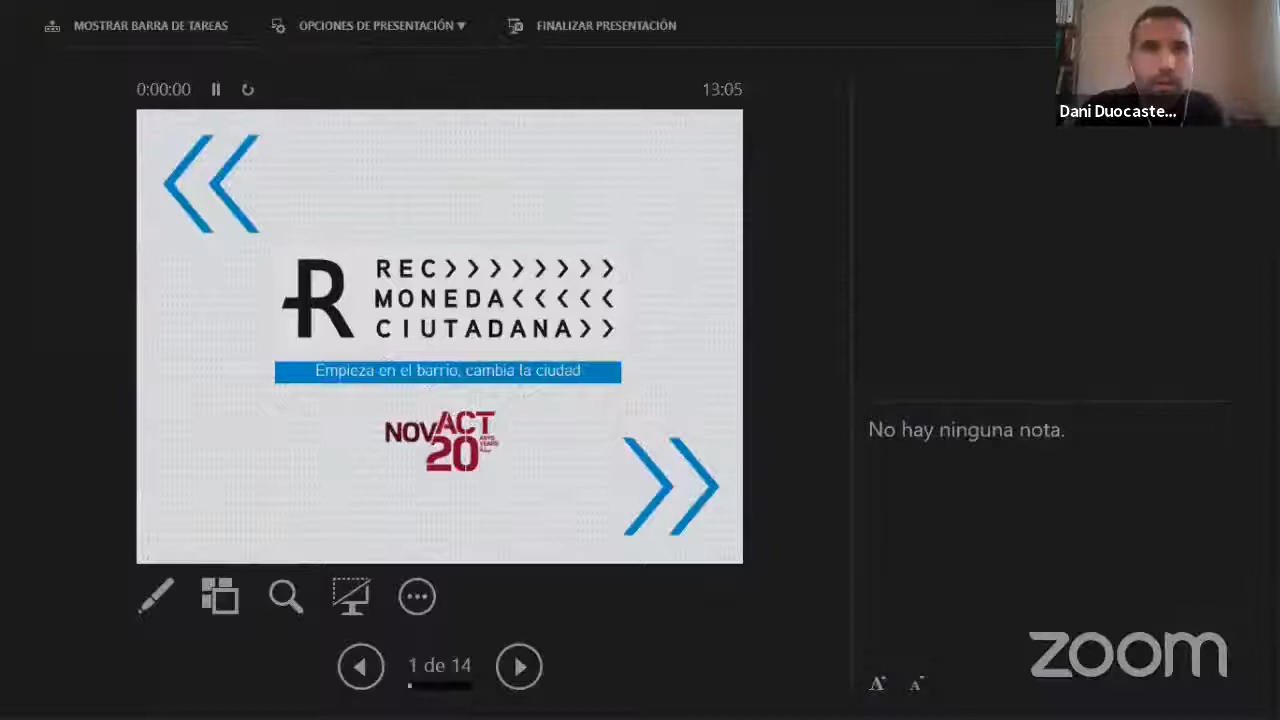 MOSTRAR BARRA DE TAREAS
OPCIONES DE PRESENTACIÓN ▼
FINALIZAR PRESENTACIÓN
Dani Duocaste...
0:00:00
13:05
R
REC>>>>>>>>
MONEDA<<<<<
CIUTADANA>>
Empieza en el barrio, cambia la ciudad
NOVACT
20
No hay ninguna nota.
1 de 14
A A
zoom